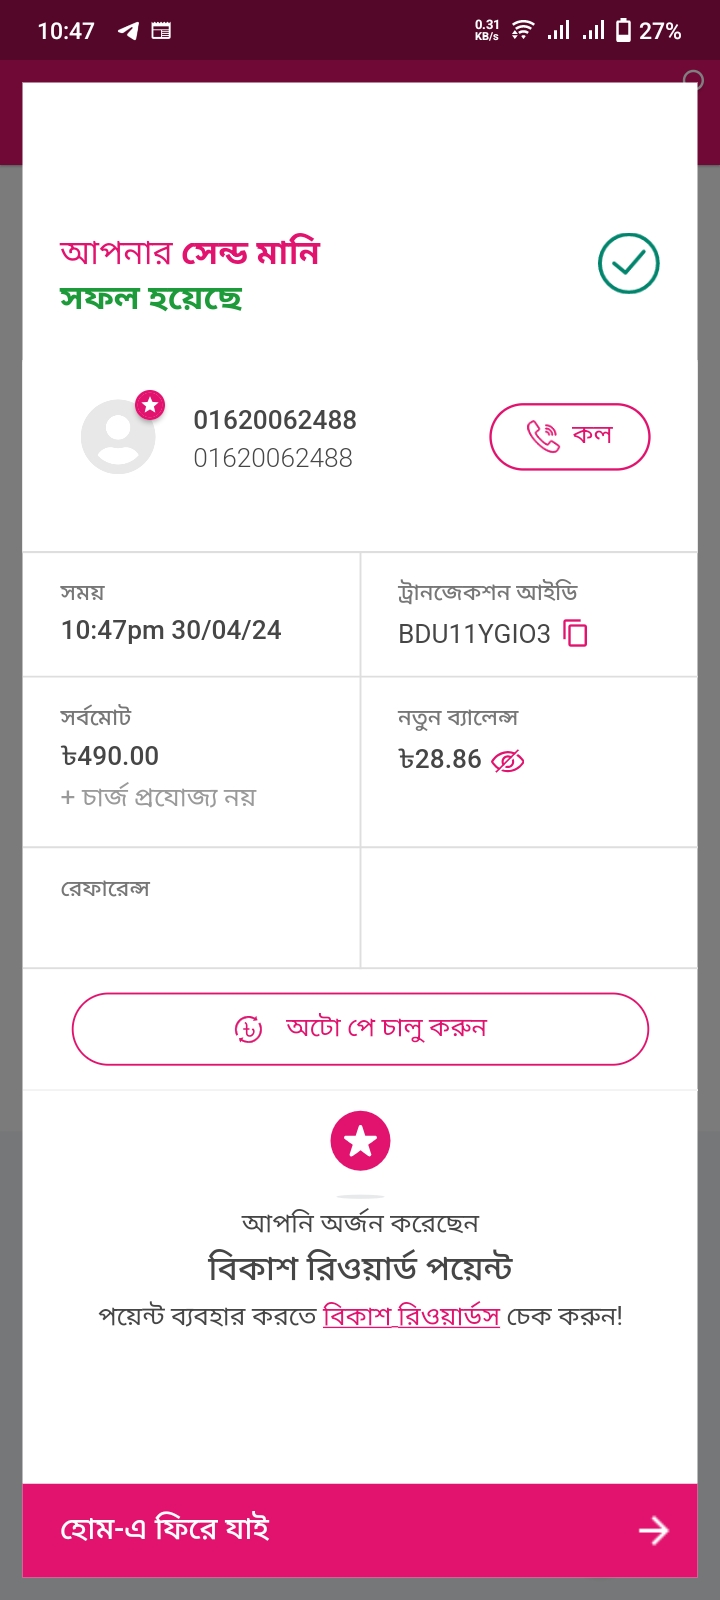 10:47
0.31 KB/s
27%
আপনার সেন্ড মানি
সফল হয়েছে
01620062488
01620062488
কল
সময়
10:47pm 30/04/24
ট্রানজেকশন আইডি
BDU11YGIO3
সর্বমোট
৳490.00
+ চার্জ প্রযোজ্য নয়
নতুন ব্যালেন্স
৳28.86
রেফারেন্স
অটো পে চালু করুন
আপনি অর্জন করেছেন
বিকাশ রিওয়ার্ড পয়েন্ট
পয়েন্ট ব্যবহার করতে বিকাশ রিওয়ার্ডস চেক করুন!
হোম-এ ফিরে যাই